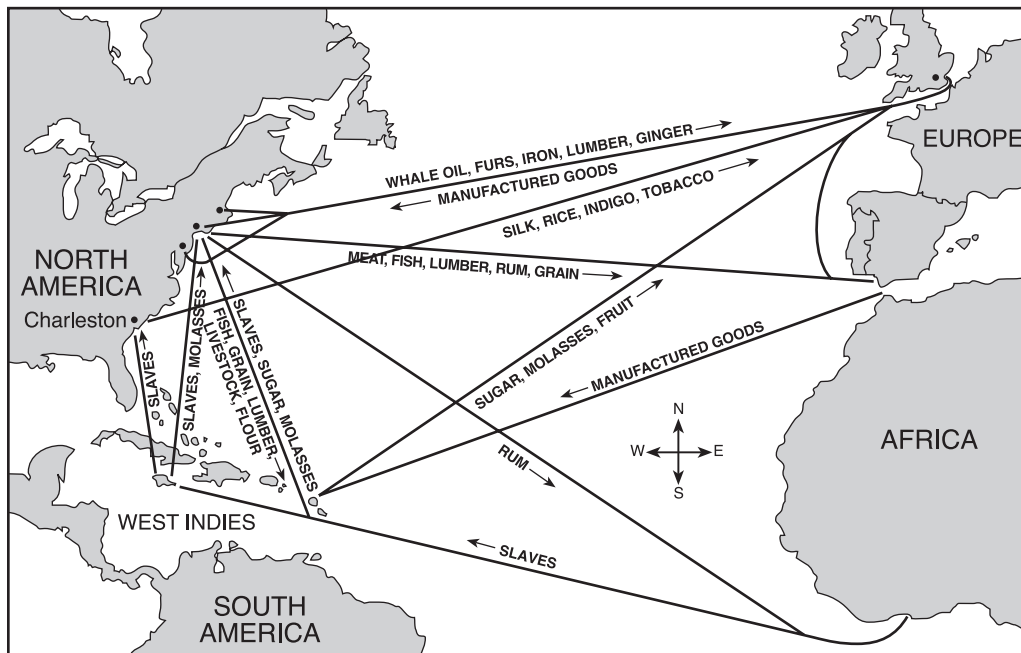 WHALE OIL, FURS, IRON, LUMBER, GINGER
MANUFACTURED GOODS
EUROPE
SILK, RICE, INDIGO, TOBACCO
NORTH
AMERICA
MEAT, FISH, LUMBER, RUM, GRAIN
Charleston
SLAVES
SLAVES, MOLASSES
SLAVES, SUGAR, MOLASSES
FISH, GRAIN, LUMBER,
LIVESTOCK, FLOUR
SUGAR, MOLASSES, FRUIT
MANUFACTURED GOODS
N
W
E
S
AFRICA
RUM
WEST INDIES
SLAVES
SOUTH
AMERICA